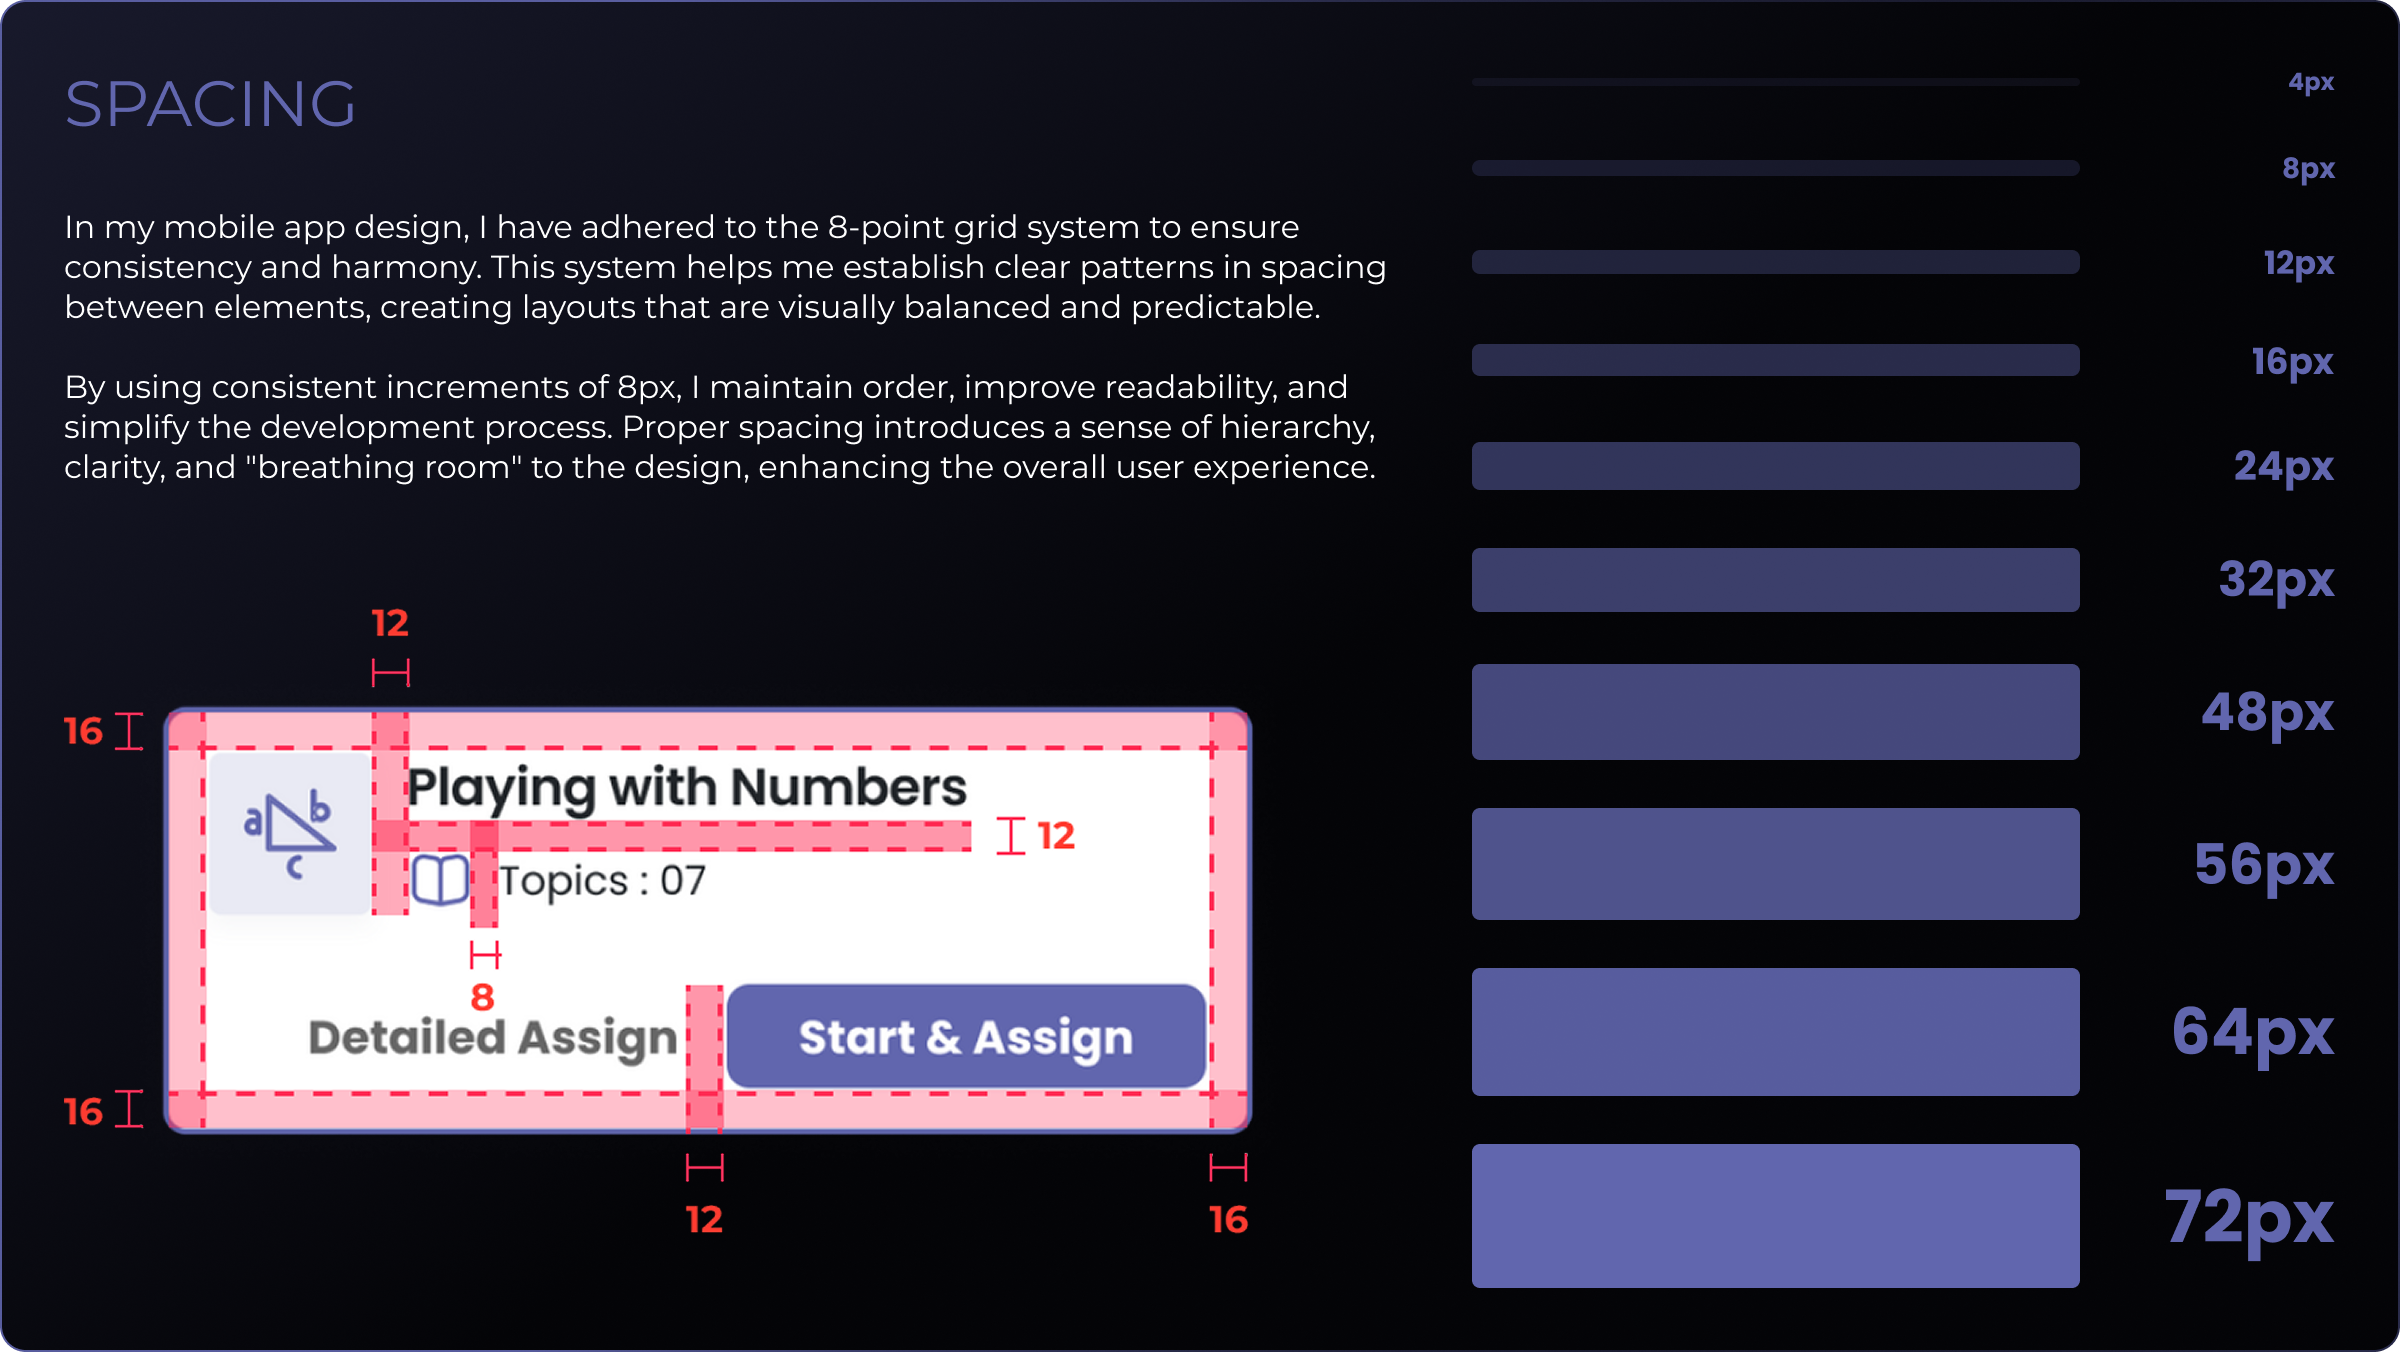 SPACING
In my mobile app design, I have adhered to the 8-point grid system to ensure
consistency and harmony. This system helps me establish clear patterns in spacing
between elements, creating layouts that are visually balanced and predictable.
By using consistent increments of 8px, I maintain order, improve readability, and
simplify the development process. Proper spacing introduces a sense of hierarchy,
clarity, and "breathing room" to the design, enhancing the overall user experience.
12
16
a b
c
Playing with Numbers
12
Topics : 07
8
Detailed Assign
Start & Assign
16
12
16
4px
8px
12px
16px
24px
32px
48px
56px
64px
72px